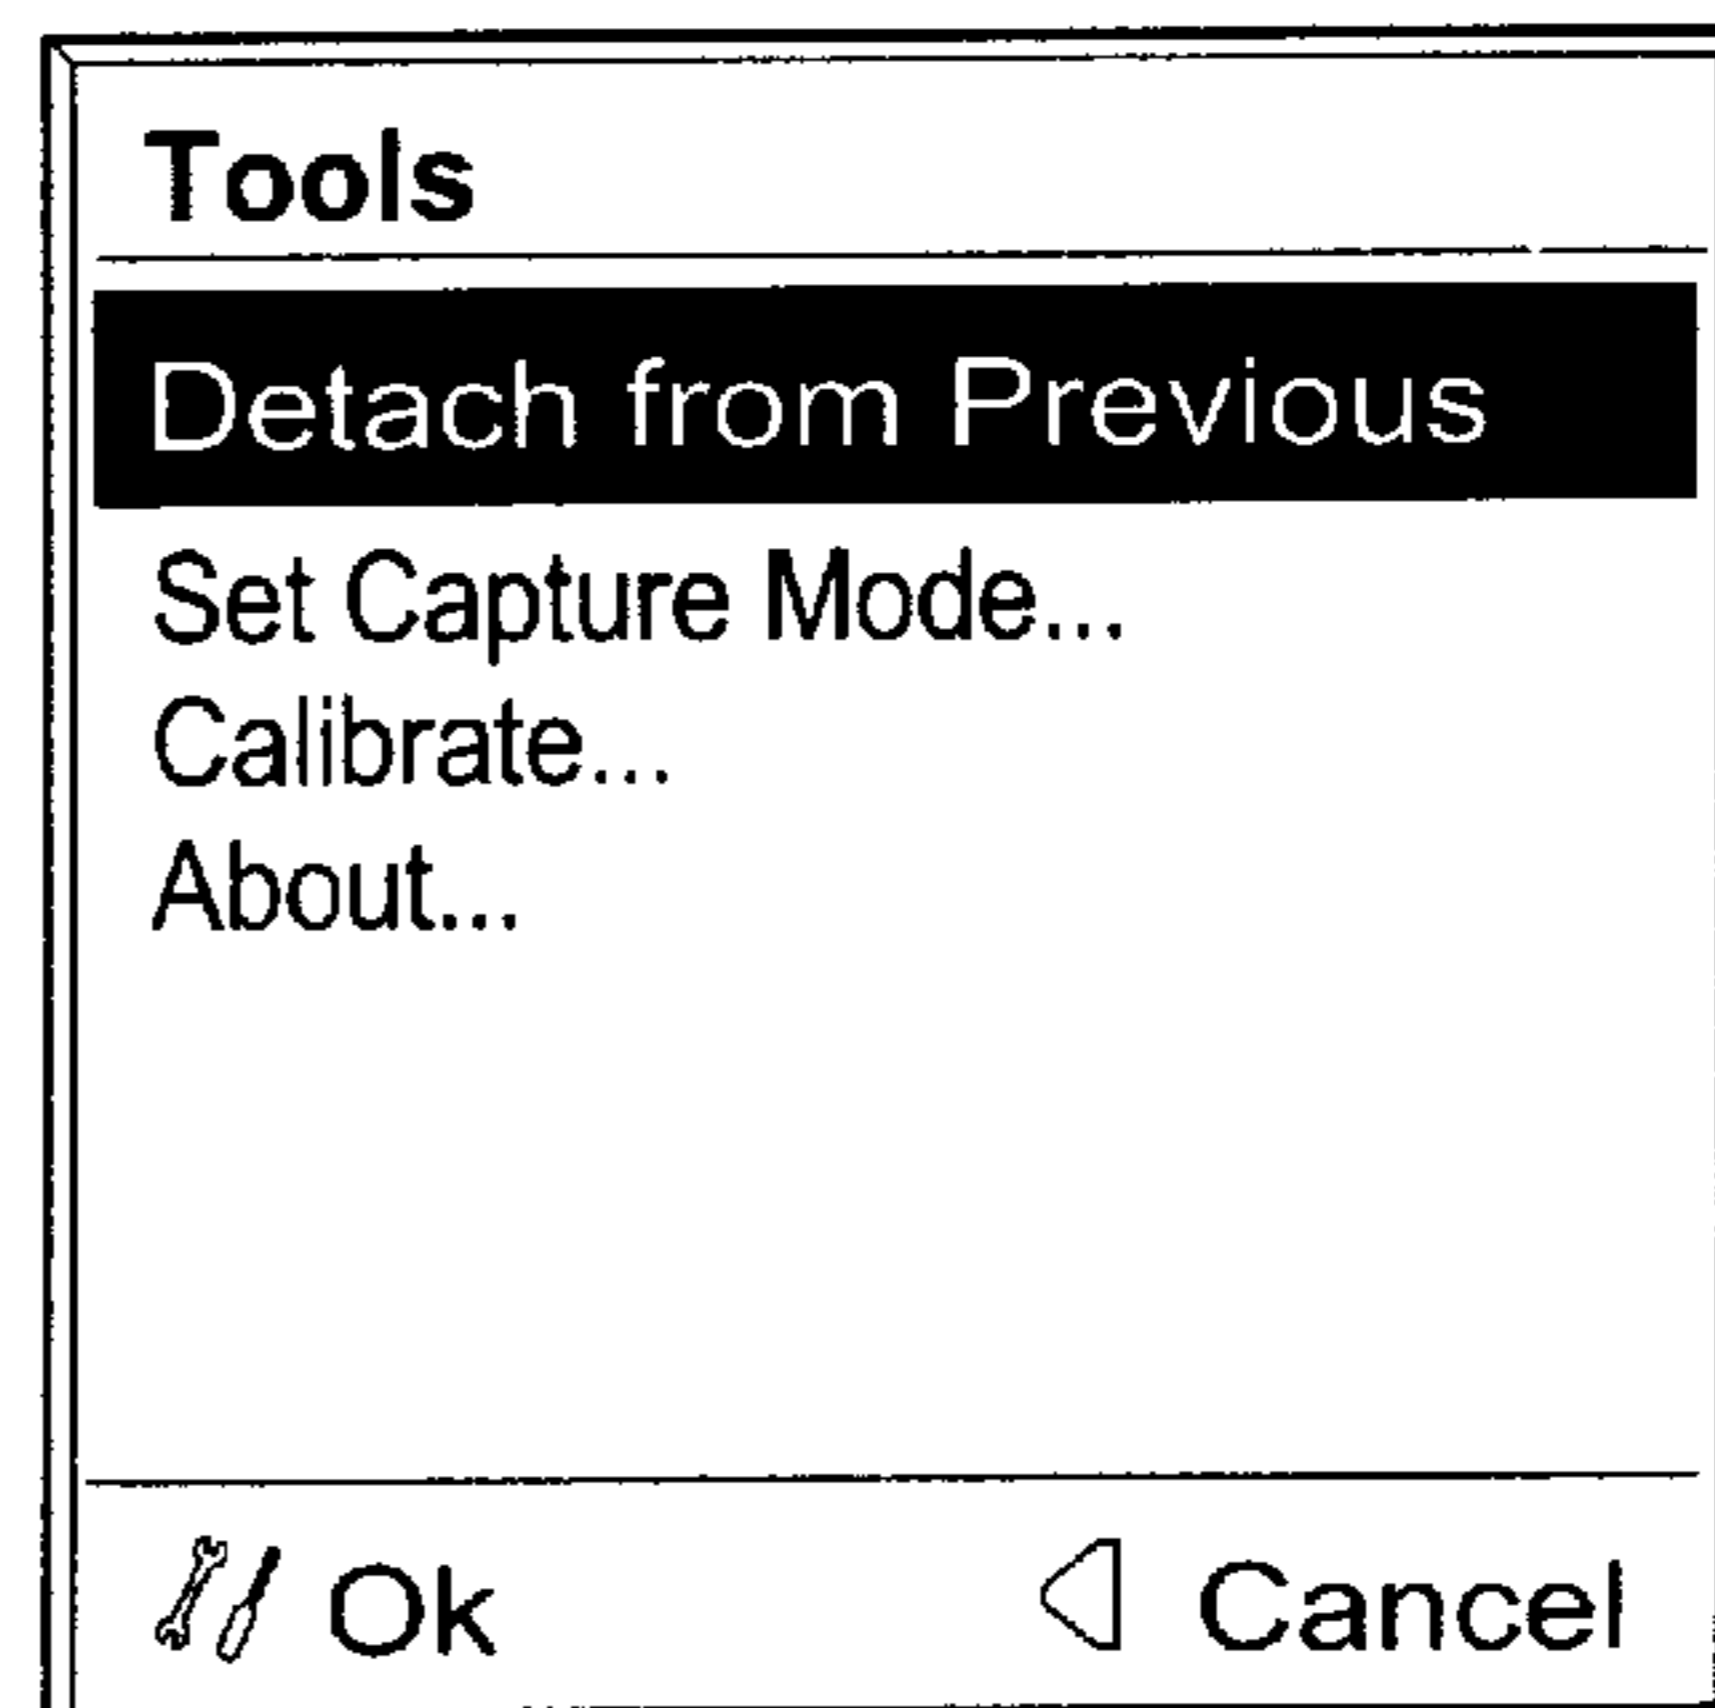 Tools
Detach from Previous
Set Capture Mode...
Calibrate...
About...
Ok Cancel